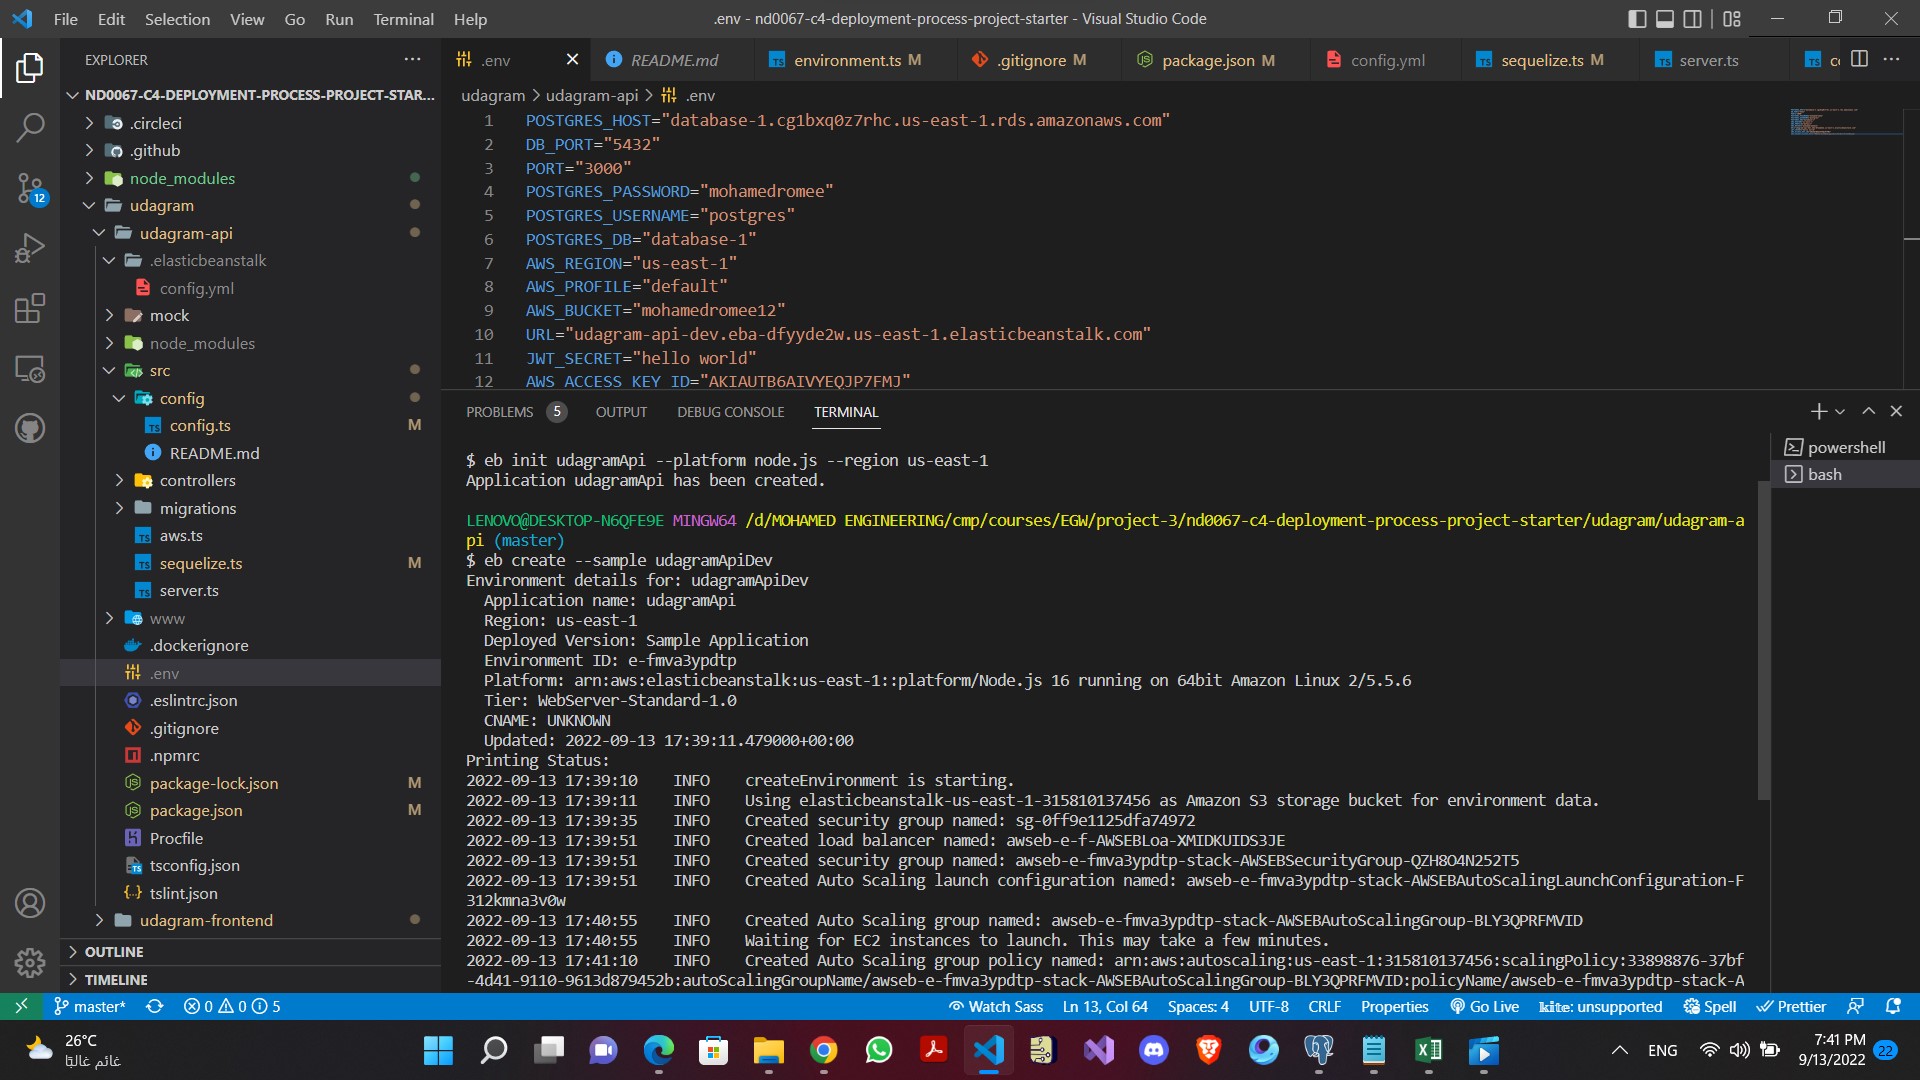 File Edit Selection View Go Run Terminal Help
.env - nd0067-c4-deployment-process-project-starter - Visual Studio Code
EXPLORER
ND0067-C4-DEPLOYMENT-PROCESS-PROJECT-STAR...
.circleci
.github
node_modules
udagram
udagram-api
.elasticbeanstalk
config.yml
mock
node_modules
src
config
config.ts M
README.md
controllers
migrations
aws.ts
sequelize.ts M
server.ts
www
.dockerignore
.env
.eslintrc.json
.gitignore
.npmrc
package-lock.json M
package.json M
Procfile
tsconfig.json
tslint.json
udagram-frontend
OUTLINE
TIMELINE
12
.env README.md environment.ts M .gitignore M package.json M config.yml sequelize.ts M server.ts
udagram > udagram-api > .env
1 POSTGRES_HOST="database-1.cg1bxq0z7rhc.us-east-1.rds.amazonaws.com"
2 DB_PORT="5432"
3 PORT="3000"
4 POSTGRES_PASSWORD="mohamedromee"
5 POSTGRES_USERNAME="postgres"
6 POSTGRES_DB="database-1"
7 AWS_REGION="us-east-1"
8 AWS_PROFILE="default"
9 AWS_BUCKET="mohamedromee12"
10 URL="udagram-api-dev.eba-dfyyde2w.us-east-1.elasticbeanstalk.com"
11 JWT_SECRET="hello world"
12 AWS_ACCESS_KEY_ID="AKIAUTB6AIVYEQJP7FMJ"
PROBLEMS 5 OUTPUT DEBUG CONSOLE TERMINAL
powershell
bash
$ eb init udagramApi --platform node.js --region us-east-1
Application udagramApi has been created.
LENOVO@DESKTOP-N6QFE9E MINGW64 /d/MOHAMED ENGINEERING/cmp/courses/EGW/project-3/nd0067-c4-deployment-process-project-starter/udagram/udagram-a
pi (master)
$ eb create --sample udagramApiDev
Environment details for: udagramApiDev
Application name: udagramApi
Region: us-east-1
Deployed Version: Sample Application
Environment ID: e-fmva3ypdtp
Platform: arn:aws:elasticbeanstalk:us-east-1::platform/Node.js 16 running on 64bit Amazon Linux 2/5.5.6
Tier: WebServer-Standard-1.0
CNAME: UNKNOWN
Updated: 2022-09-13 17:39:11.479000+00:00
Printing Status:
2022-09-13 17:39:10 INFO createEnvironment is starting.
2022-09-13 17:39:11 INFO Using elasticbeanstalk-us-east-1-315810137456 as Amazon S3 storage bucket for environment data.
2022-09-13 17:39:35 INFO Created security group named: sg-0ff9e1125dfa74972
2022-09-13 17:39:51 INFO Created load balancer named: awseb-e-f-AWSEBLoa-XMIDKUIDS3JE
2022-09-13 17:39:51 INFO Created security group named: awseb-e-fmva3ypdtp-stack-AWSEBSecurityGroup-QZH8O4N252T5
2022-09-13 17:39:51 INFO Created Auto Scaling launch configuration named: awseb-e-fmva3ypdtp-stack-AWSEBAutoScalingLaunchConfiguration-F
312kmna3v0w
2022-09-13 17:40:55 INFO Created Auto Scaling group named: awseb-e-fmva3ypdtp-stack-AWSEBAutoScalingGroup-BLY3QPRFMVID
2022-09-13 17:40:55 INFO Waiting for EC2 instances to launch. This may take a few minutes.
2022-09-13 17:41:10 INFO Created Auto Scaling group policy named: arn:aws:autoscaling:us-east-1:315810137456:scalingPolicy:33898876-37bf
-4d41-9110-9613d879452b:autoScalingGroupName/awseb-e-fmva3ypdtp-stack-AWSEBAutoScalingGroup-BLY3QPRFMVID:policyName/awseb-e-fmva3ypdtp-stack-A
master* 0 0 5 Watch Sass Ln 13, Col 64 Spaces: 4 UTF-8 CRLF Properties Go Live kite: unsupported Spell Prettier
26°C
غائم غالبًا
ENG
7:41 PM
9/13/2022
22